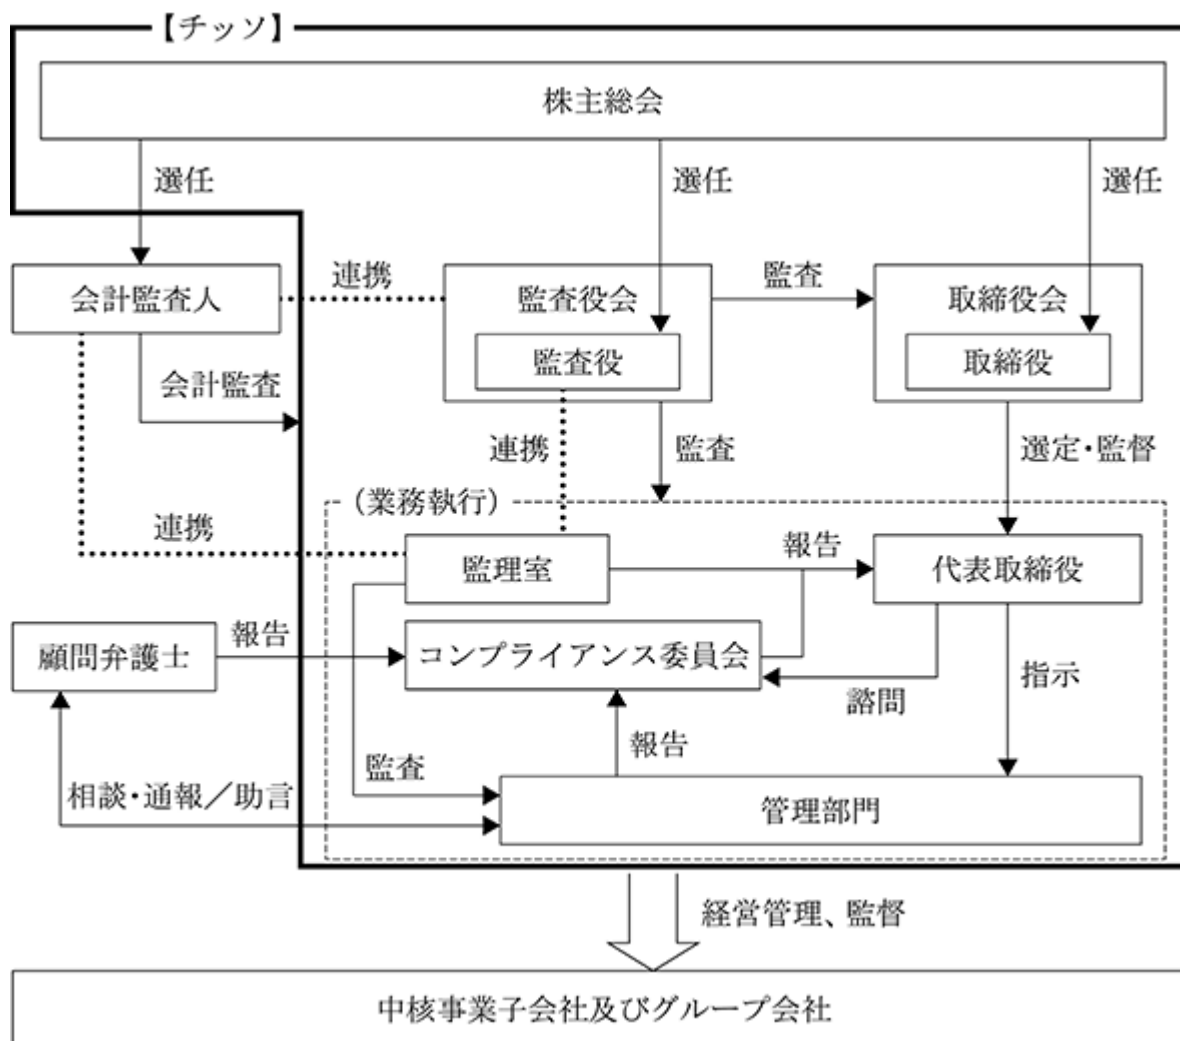 【チッソ】
株主総会
選任
選任
選任
会計監査人
連携
監査役会
監査
取締役会
監査役
取締役
会計監査
連携
監査
選定・監督
(業務執行)
連携
監理室
報告
代表取締役
顧問弁護士
報告
コンプライアンス委員会
諮問
指示
報告
監査
相談・通報／助言
管理部門
経営管理、監督
中核事業子会社及びグループ会社